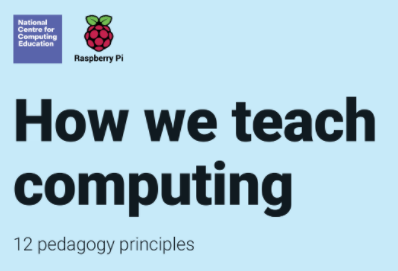 National
Centre for
Computing
Education
Raspberry Pi
How we teach
computing
12 pedagogy principles